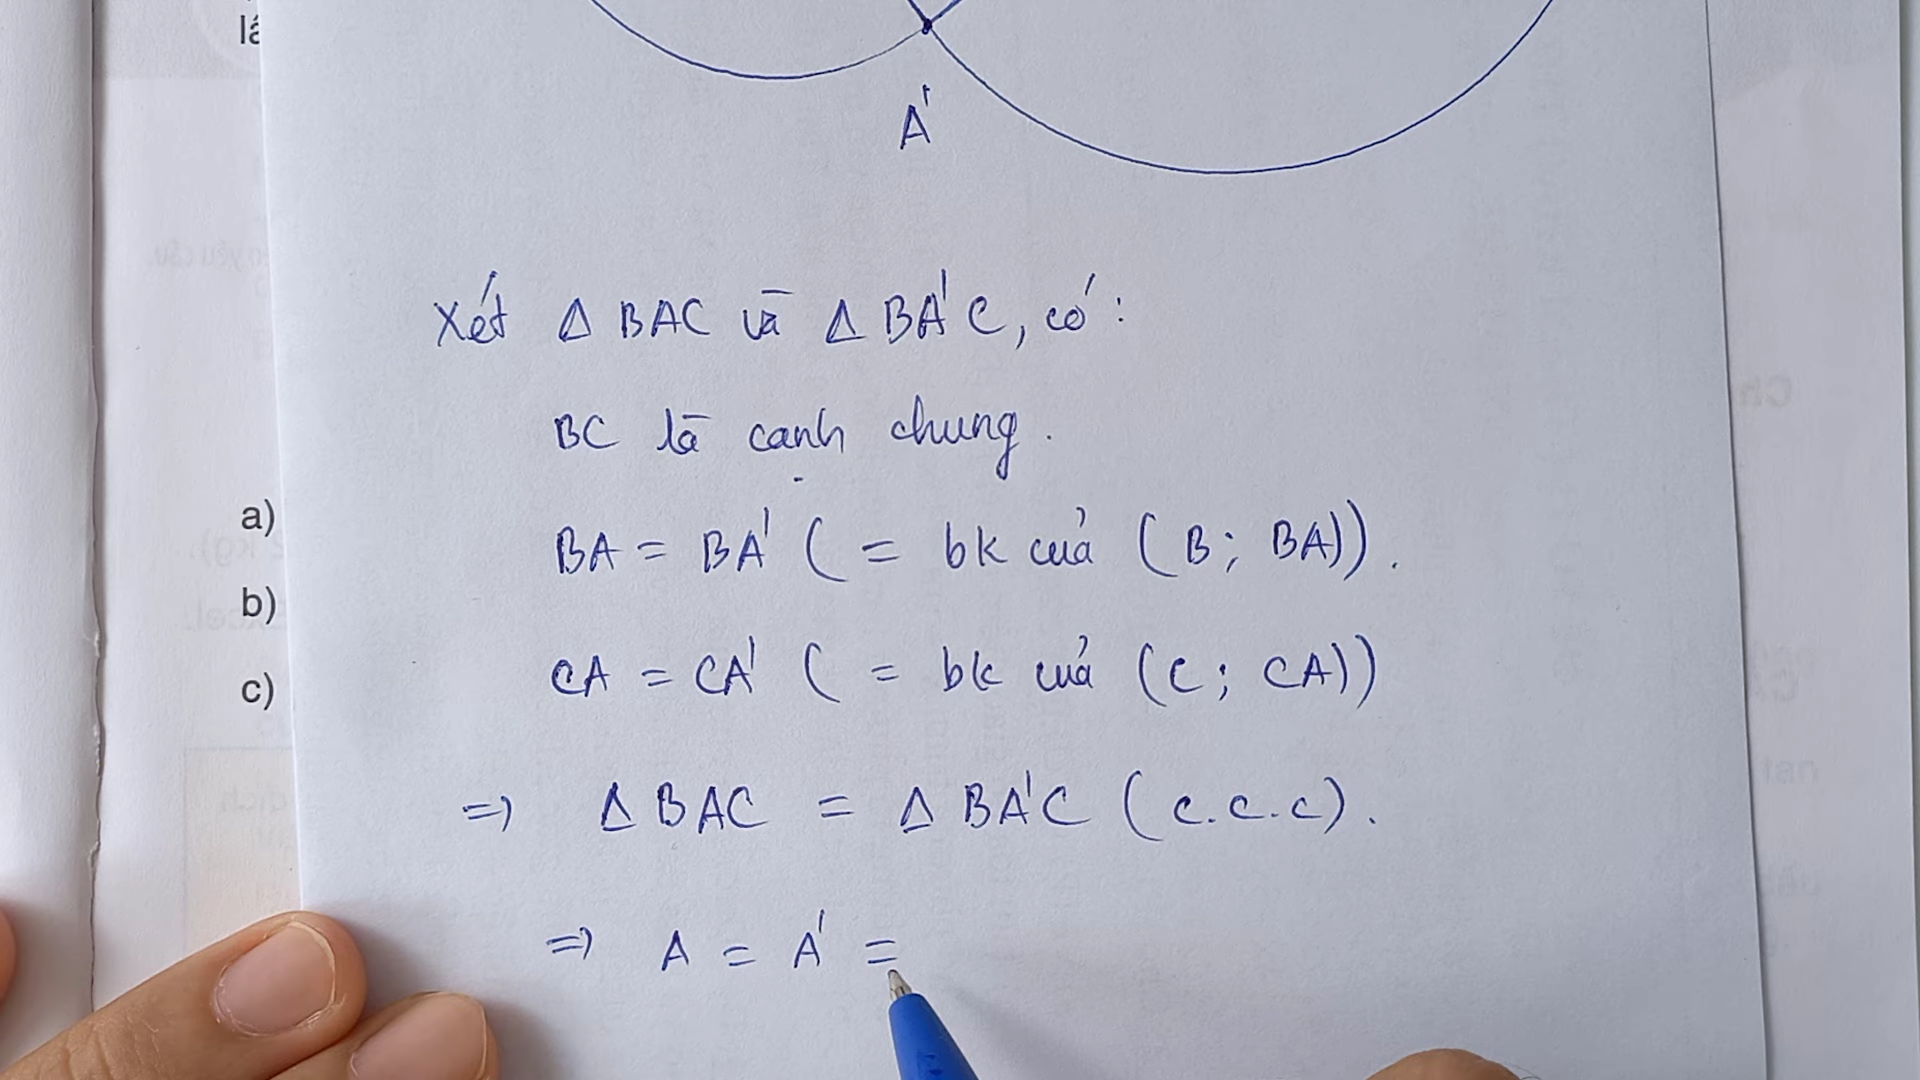 lá
A'
Xét Δ BAC và Δ BA'C, có:
BC là cạnh chung.
a)
BA = BA' ( = bk của (B; BA)).
b)
CA = CA' ( = bk của (C; CA))
c)
=> Δ BAC = Δ BA'C (c.c.c).
=> A = A' =